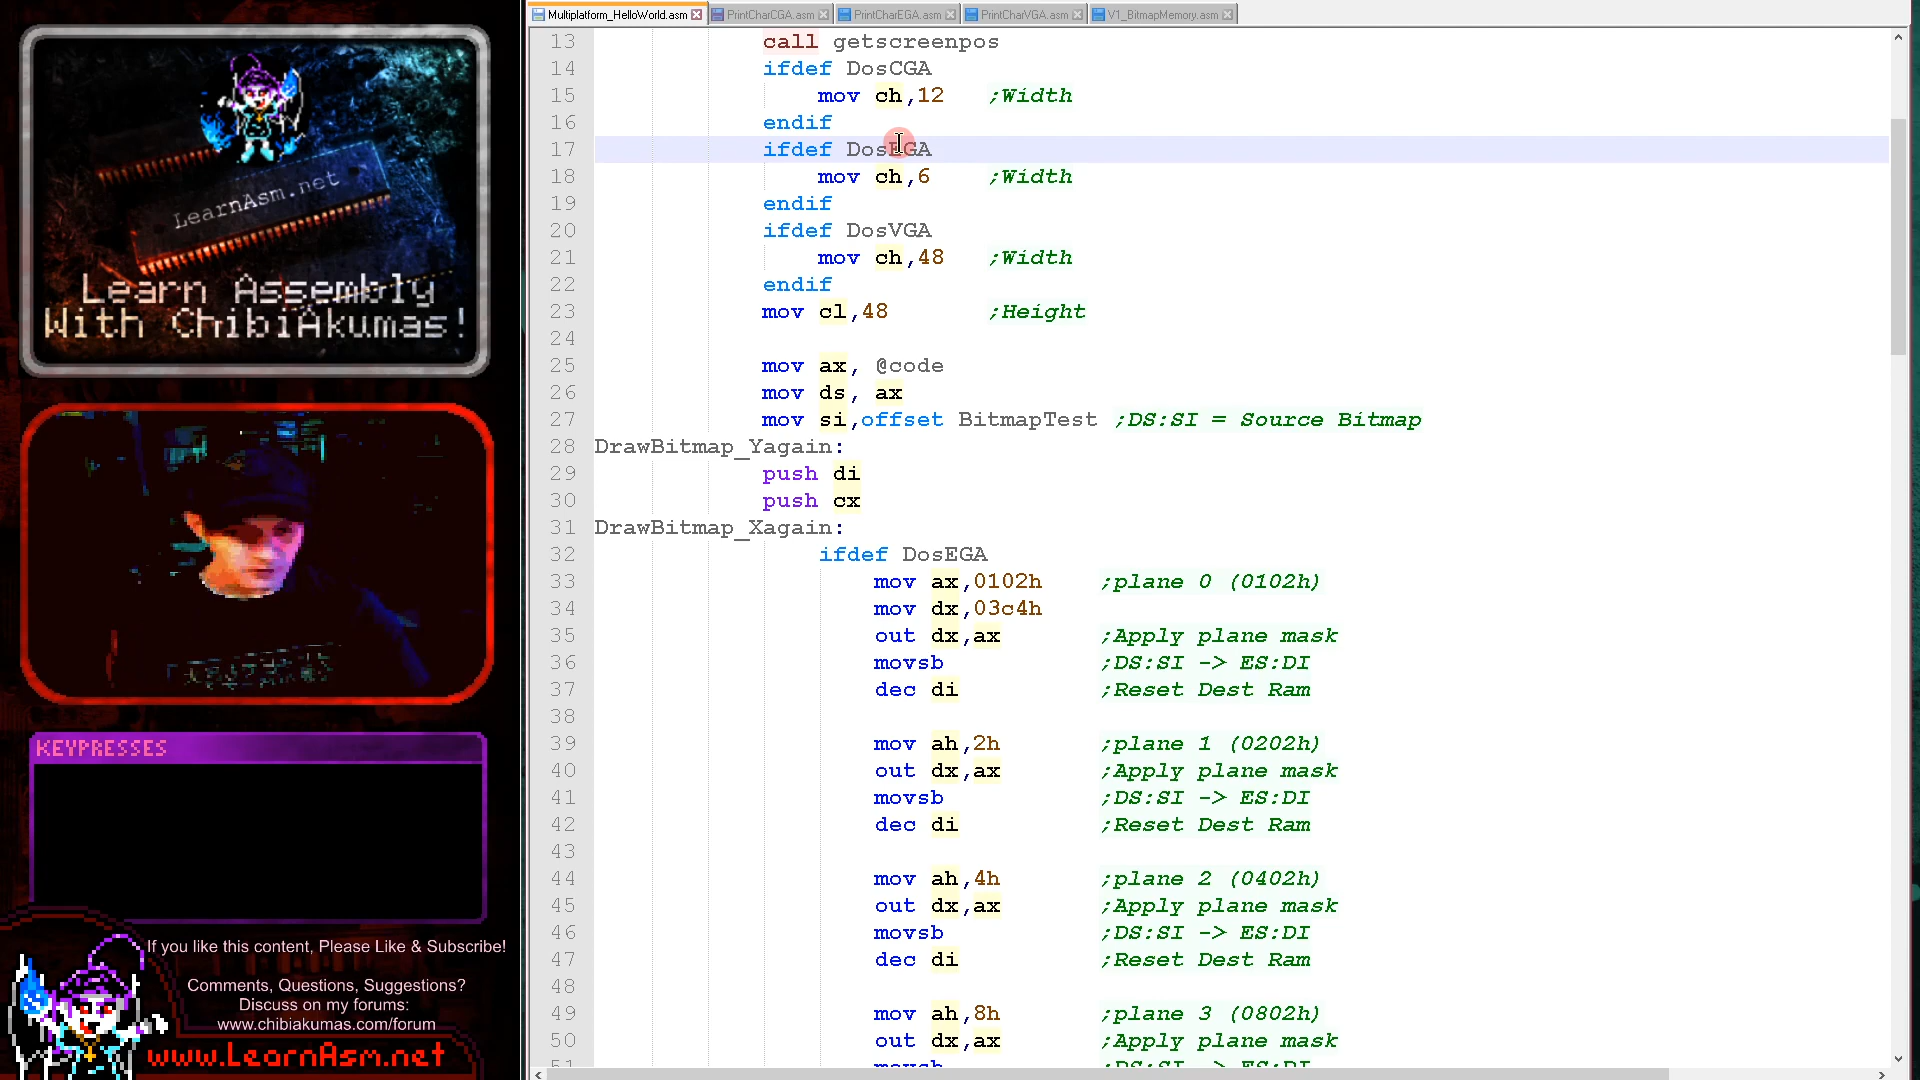 Multiplatform_HelloWorld.asm
PrintCharCGA.asm
PrintCharEGA.asm
PrintCharVGA.asm
V1_BitmapMemory.asm
LearnAsm.net
Learn Assembly
With ChibiAkumas!
KEYPRESSES
If you like this content, Please Like & Subscribe!
Comments, Questions, Suggestions?
Discuss on my forums:
www.chibiakumas.com/forum
www.LearnAsm.net
13 call getscreenpos
14 ifdef DosCGA
15 mov ch,12 ;Width
16 endif
17 ifdef DosEGA
18 mov ch,6 ;Width
19 endif
20 ifdef DosVGA
21 mov ch,48 ;Width
22 endif
23 mov cl,48 ;Height
24
25 mov ax, @code
26 mov ds, ax
27 mov si,offset BitmapTest ;DS:SI = Source Bitmap
28 DrawBitmap_Yagain:
29 push di
30 push cx
31 DrawBitmap_Xagain:
32 ifdef DosEGA
33 mov ax,0102h ;plane 0 (0102h)
34 mov dx,03c4h
35 out dx,ax ;Apply plane mask
36 movsb ;DS:SI -> ES:DI
37 dec di ;Reset Dest Ram
38
39 mov ah,2h ;plane 1 (0202h)
40 out dx,ax ;Apply plane mask
41 movsb ;DS:SI -> ES:DI
42 dec di ;Reset Dest Ram
43
44 mov ah,4h ;plane 2 (0402h)
45 out dx,ax ;Apply plane mask
46 movsb ;DS:SI -> ES:DI
47 dec di ;Reset Dest Ram
48
49 mov ah,8h ;plane 3 (0802h)
50 out dx,ax ;Apply plane mask
51 movsb ;DS:SI -> ES:DI